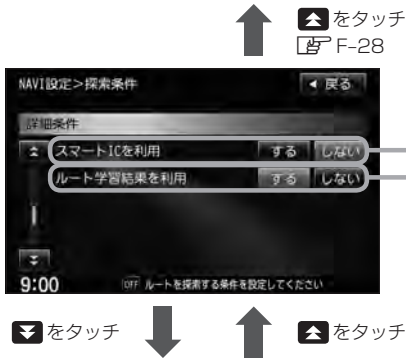 をタッチ
F-28
NAVI設定>探索条件
戻る
詳細条件
スマートICを利用 する しない
ルート学習結果を利用 する しない
9:00 OFF ルートを探索する条件を設定してください
をタッチ をタッチ